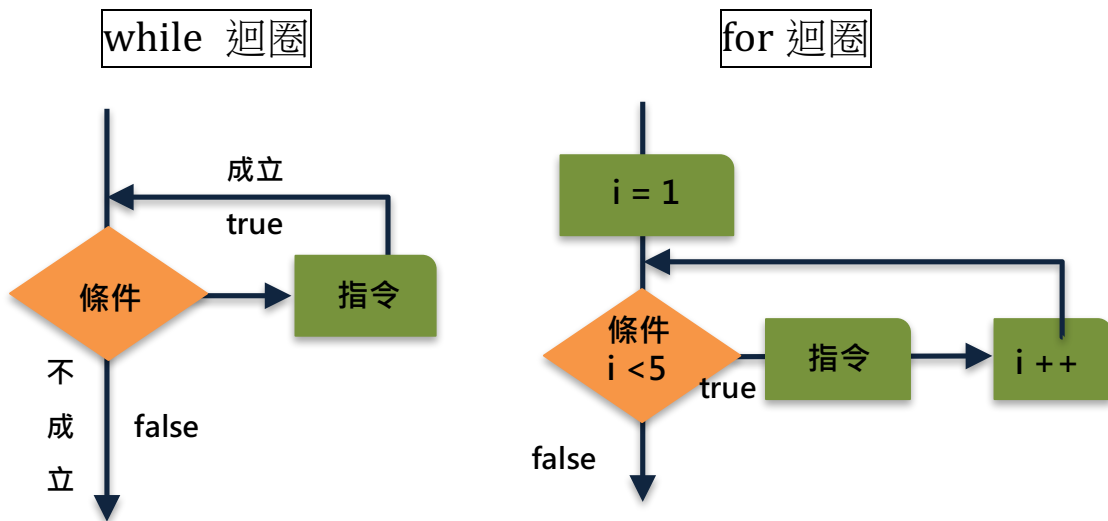 while 迴圈
成立
true
條件
指令
不
成
立
false
for 迴圈
i = 1
條件
i <5
true
指令
i ++
false